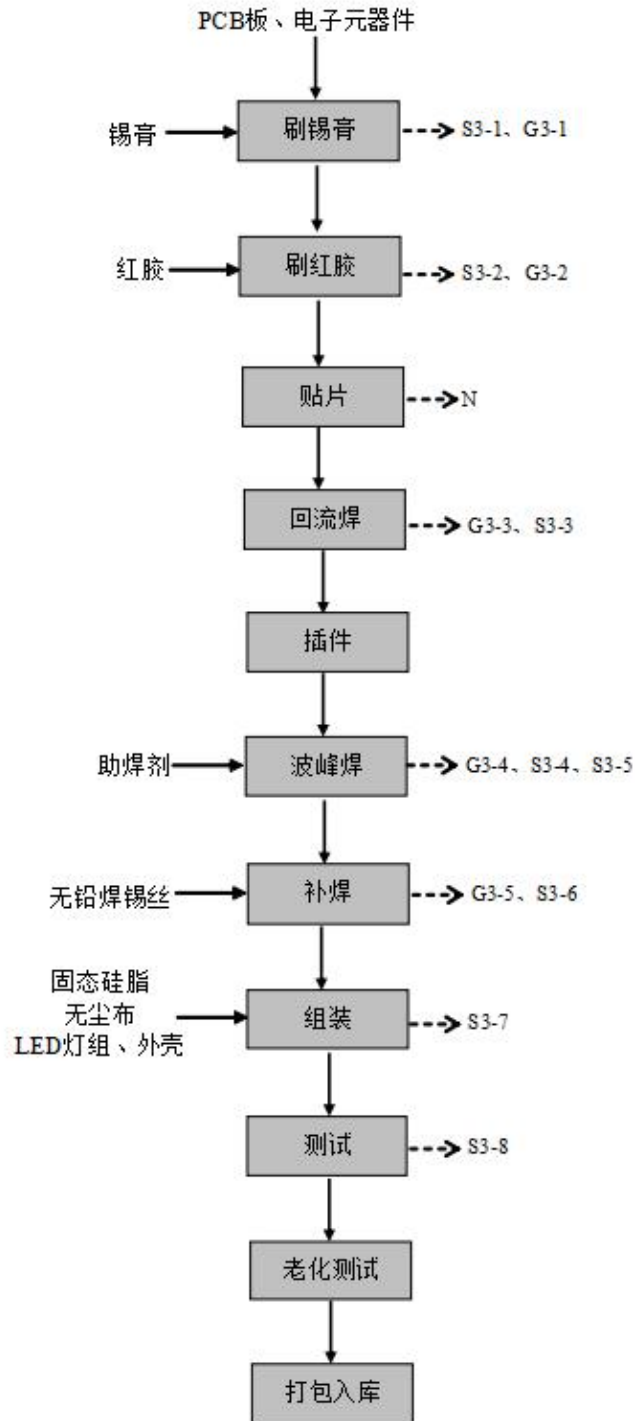 PCB板、电子元器件
锡膏
刷锡膏
S3-1、G3-1
红胶
刷红胶
S3-2、G3-2
贴片
N
回流焊
G3-3、S3-3
插件
助焊剂
波峰焊
G3-4、S3-4、S3-5
无铅焊锡丝
补焊
G3-5、S3-6
固态硅脂
无尘布
LED灯组、外壳
组装
S3-7
测试
S3-8
老化测试
打包入库